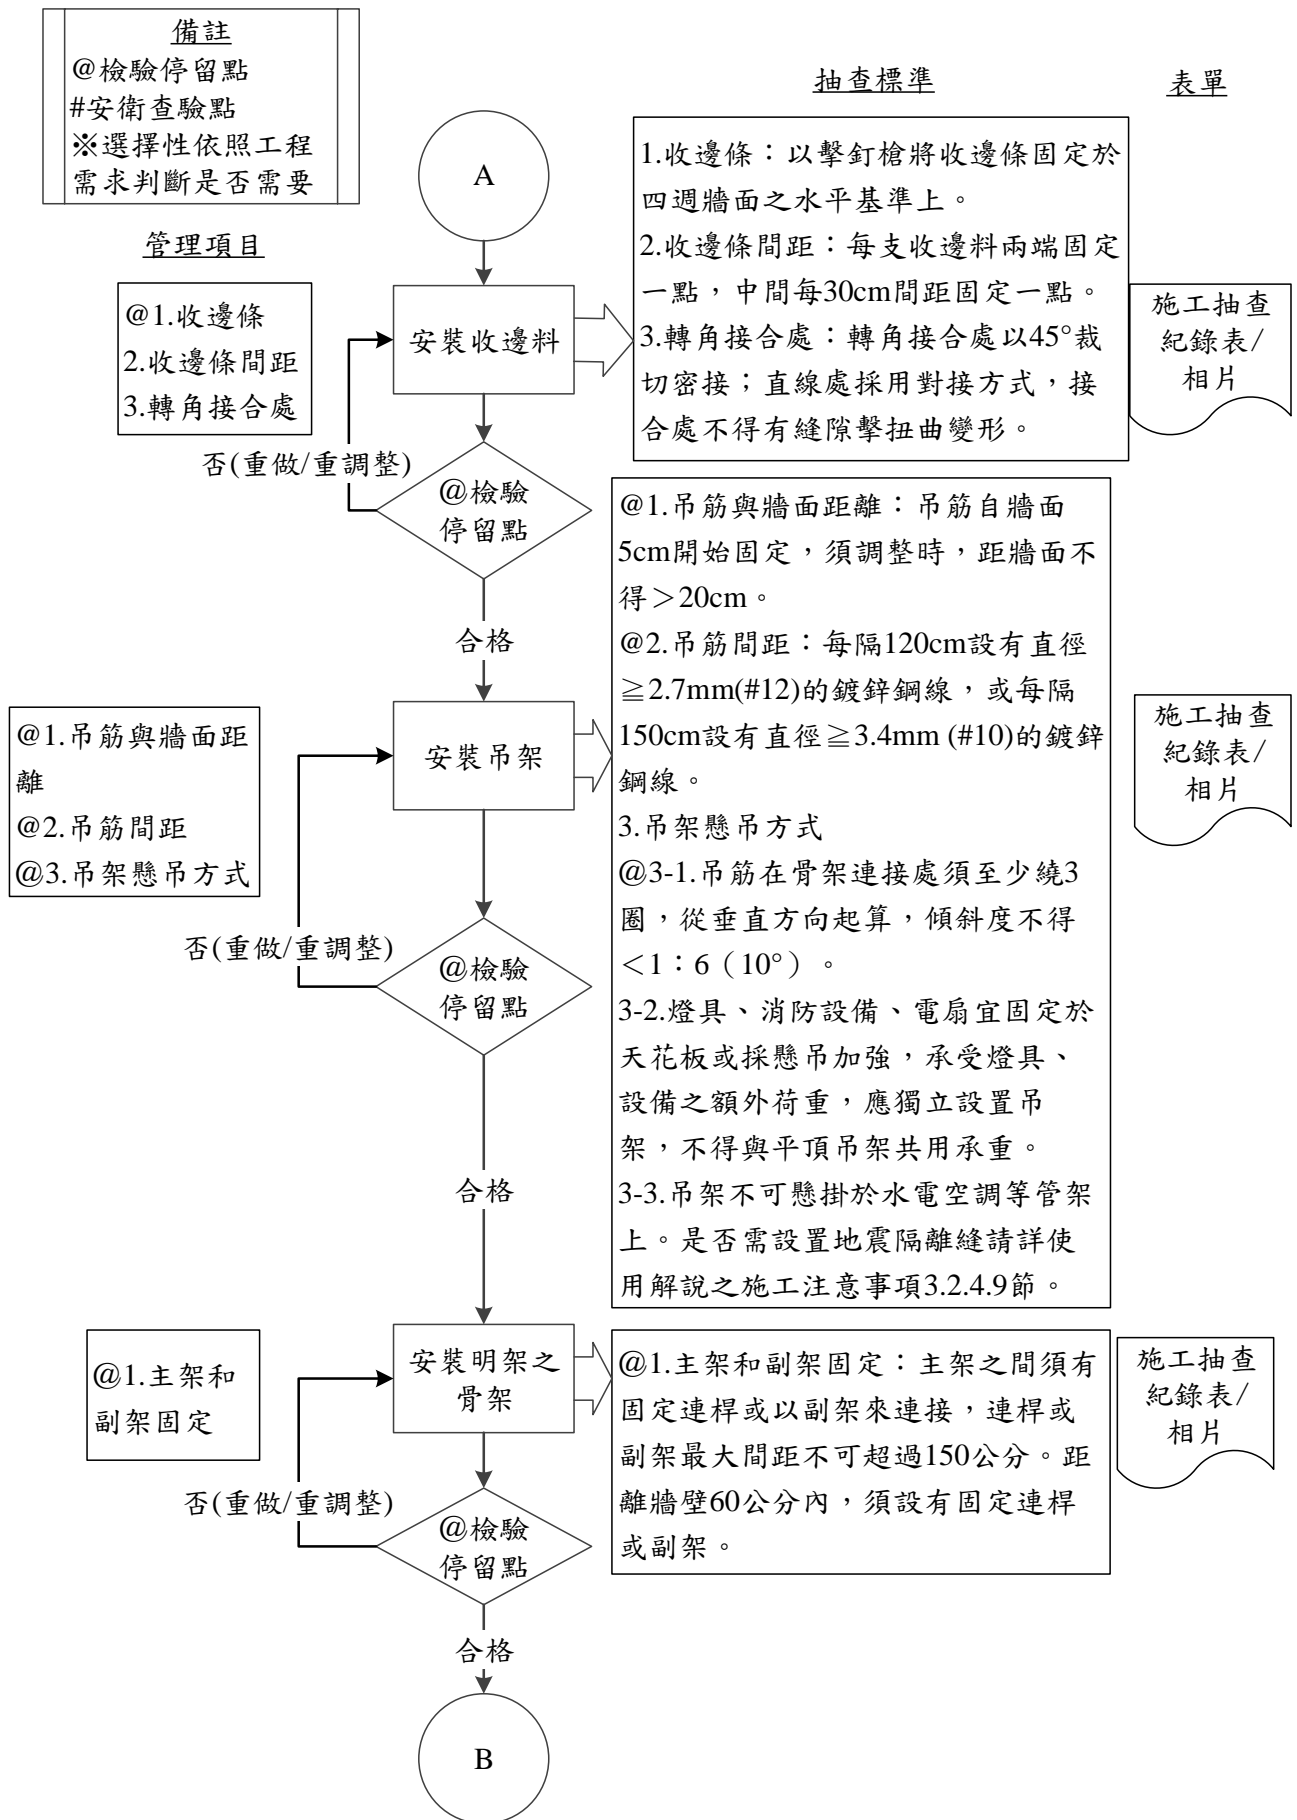 備註
@檢驗停留點
#安衛查驗點
※選擇性依照工程
需求判斷是否需要
管理項目
抽查標準
表單
A
@1.收邊條
2.收邊條間距
3.轉角接合處
安裝收邊料
1.收邊條：以擊釘槍將收邊條固定於
四週牆面之水平基準上。
2.收邊條間距：每支收邊料兩端固定
一點，中間每30cm間距固定一點。
3.轉角接合處：轉角接合處以45°裁
切密接；直線處採用對接方式，接
合處不得有縫隙擊扭曲變形。
施工抽查
紀錄表/
相片
否(重做/重調整)
@檢驗
停留點
合格
@1.吊筋與牆面距
離
@2.吊筋間距
@3.吊架懸吊方式
安裝吊架
@1.吊筋與牆面距離：吊筋自牆面
5cm開始固定，須調整時，距牆面不
得＞20cm。
@2.吊筋間距：每隔120cm設有直徑
≧2.7mm(#12)的鍍鋅鋼線，或每隔
150cm設有直徑≧3.4mm (#10)的鍍鋅
鋼線。
3.吊架懸吊方式
@3-1.吊筋在骨架連接處須至少繞3
圈，從垂直方向起算，傾斜度不得
＜1：6（10°）。
3-2.燈具、消防設備、電扇宜固定於
天花板或採懸吊加強，承受燈具、
設備之額外荷重，應獨立設置吊
架，不得與平頂吊架共用承重。
3-3.吊架不可懸掛於水電空調等管架
上。是否需設置地震隔離縫請詳使
用解說之施工注意事項3.2.4.9節。
施工抽查
紀錄表/
相片
否(重做/重調整)
@檢驗
停留點
合格
@1.主架和
副架固定
安裝明架之
骨架
@1.主架和副架固定：主架之間須有
固定連桿或以副架來連接，連桿或
副架最大間距不可超過150公分。距
離牆壁60公分內，須設有固定連桿
或副架。
施工抽查
紀錄表/
相片
否(重做/重調整)
@檢驗
停留點
合格
B